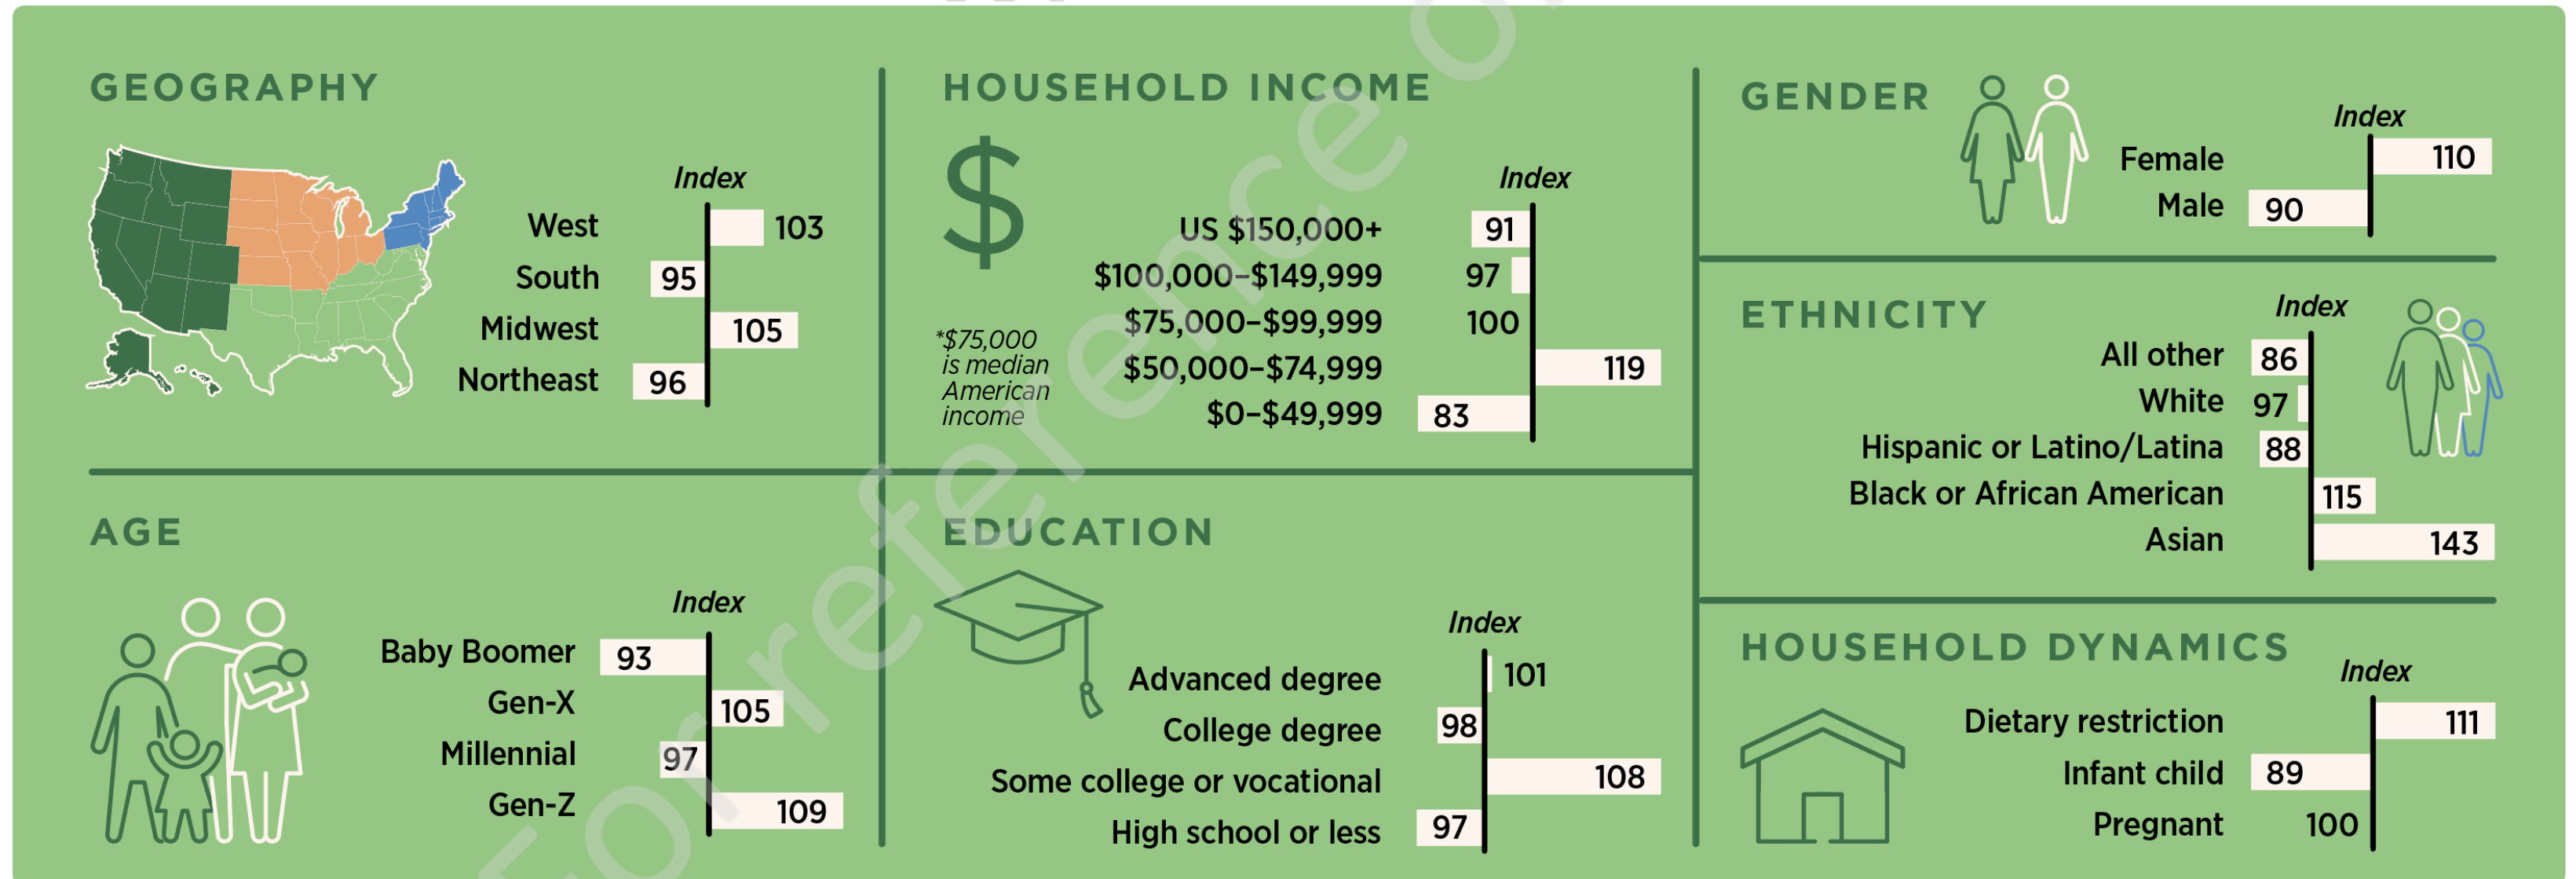 GEOGRAPHY
Index
West 103
South 95
Midwest 105
Northeast 96
HOUSEHOLD INCOME
$
Index
US $150,000+ 91
$100,000–$149,999 97
$75,000–$99,999 100
$50,000–$74,999 119
$0–$49,999 83
*$75,000
is median
American
income
GENDER
Index
Female 110
Male 90
ETHNICITY
Index
All other 86
White 97
Hispanic or Latino/Latina 88
Black or African American 115
Asian 143
AGE
Index
Baby Boomer 93
Gen-X 105
Millennial 97
Gen-Z 109
EDUCATION
Index
Advanced degree 101
College degree 98
Some college or vocational 108
High school or less 97
HOUSEHOLD DYNAMICS
Index
Dietary restriction 111
Infant child 89
Pregnant 100
For reference